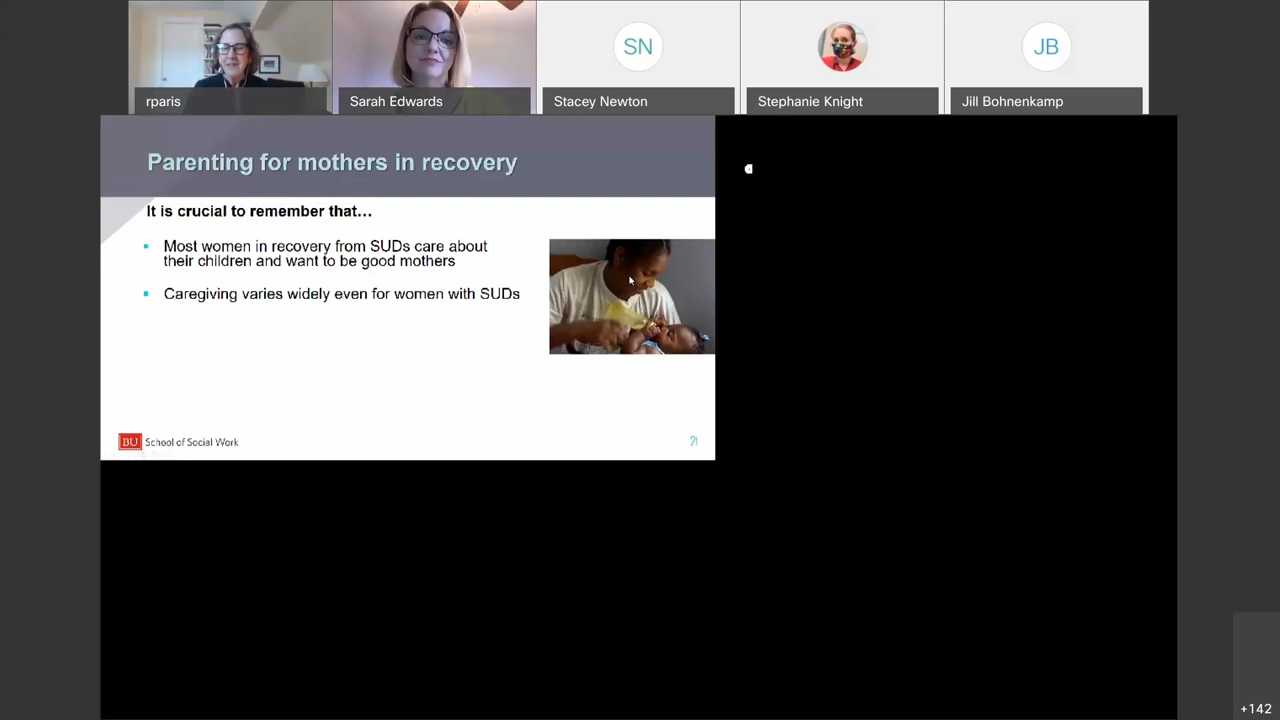 rparis
Sarah Edwards
SN
Stacey Newton
Stephanie Knight
JB
Jill Bohnenkamp
Parenting for mothers in recovery
It is crucial to remember that…
Most women in recovery from SUDs care about
their children and want to be good mothers
Caregiving varies widely even for women with SUDs
BU School of Social Work
21
+142